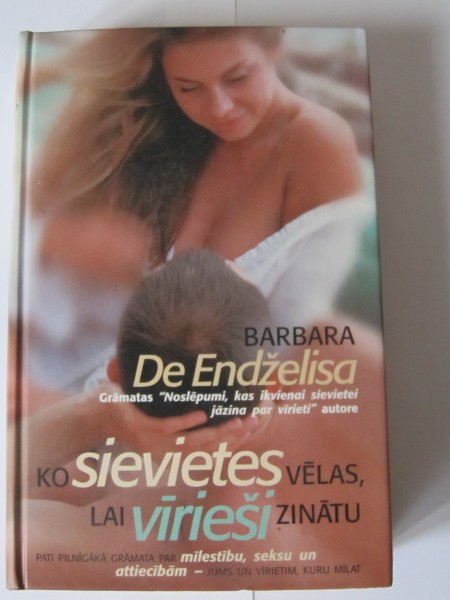 BARBARA
De Endželisa
Grāmatas "Noslēpumi, kas ikvienai sievietei
jāzina par vīrieti" autore
KO sievietes VĒLAS,
LAI vīrieši ZINĀTU
PATI PILNĪGĀKĀ GRĀMATA PAR mīlestību, seksu un
attiecībām – JUMS UN VĪRIETIM, KURU MĪLAT